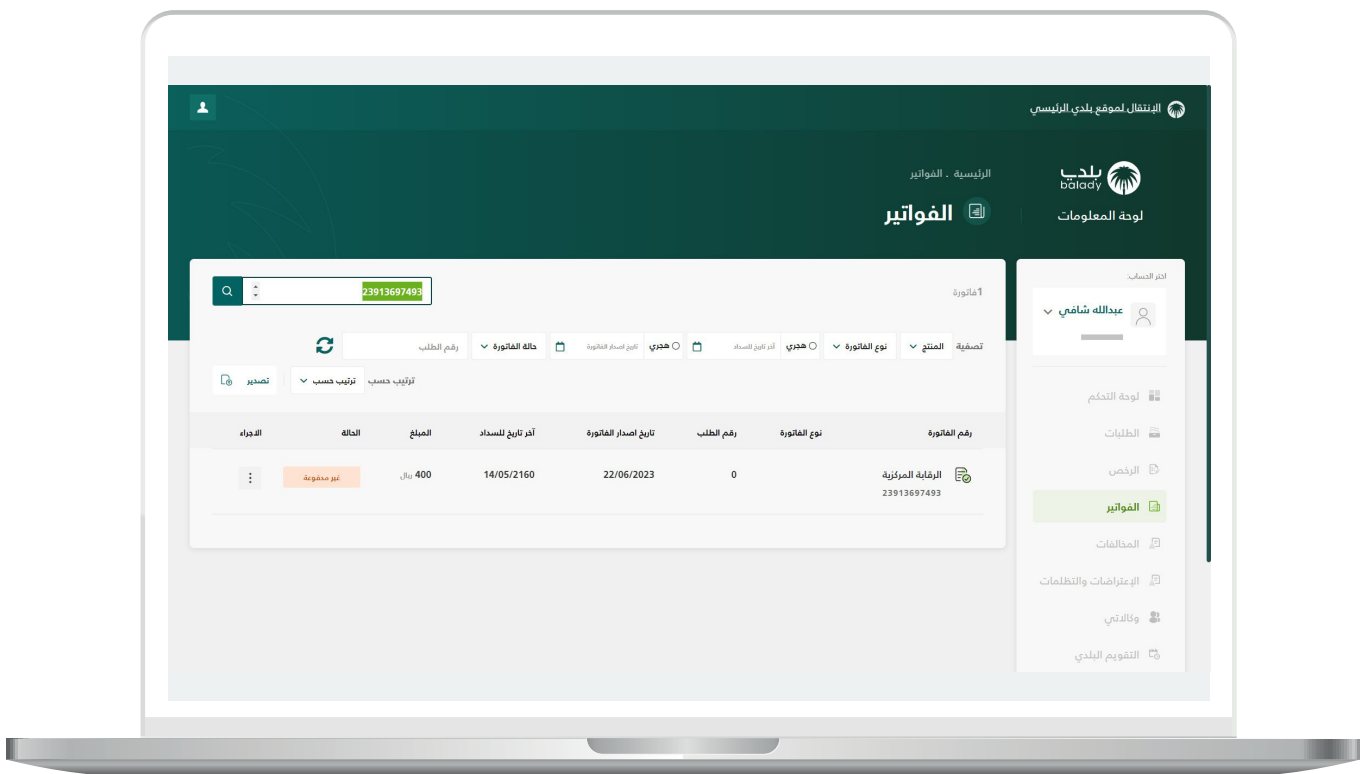 الإنتقال لموقع بلدي الرئيسي
بلدي
balady
لوحة المعلومات
الرئيسية . الفواتير
الفواتير
اختر الحساب:
عبدالله شافي
لوحة التحكم
الطلبات
الرخص
الفواتير
المخالفات
الإعتراضات والتظلمات
وكالاتي
التقويم البلدي
1فاتورة
23913697493
تصفية المنتج نوع الفاتورة هجري آخر تاريخ للسداد هجري تاريخ اصدار الفاتورة حالة الفاتورة رقم الطلب
ترتيب حسب ترتيب حسب تصدير
رقم الفاتورة نوع الفاتورة رقم الطلب تاريخ اصدار الفاتورة آخر تاريخ للسداد المبلغ الحالة الاجراء
الرقابة المركزية 0 22/06/2023 14/05/2160 400 ريال غير مدفوعة
23913697493